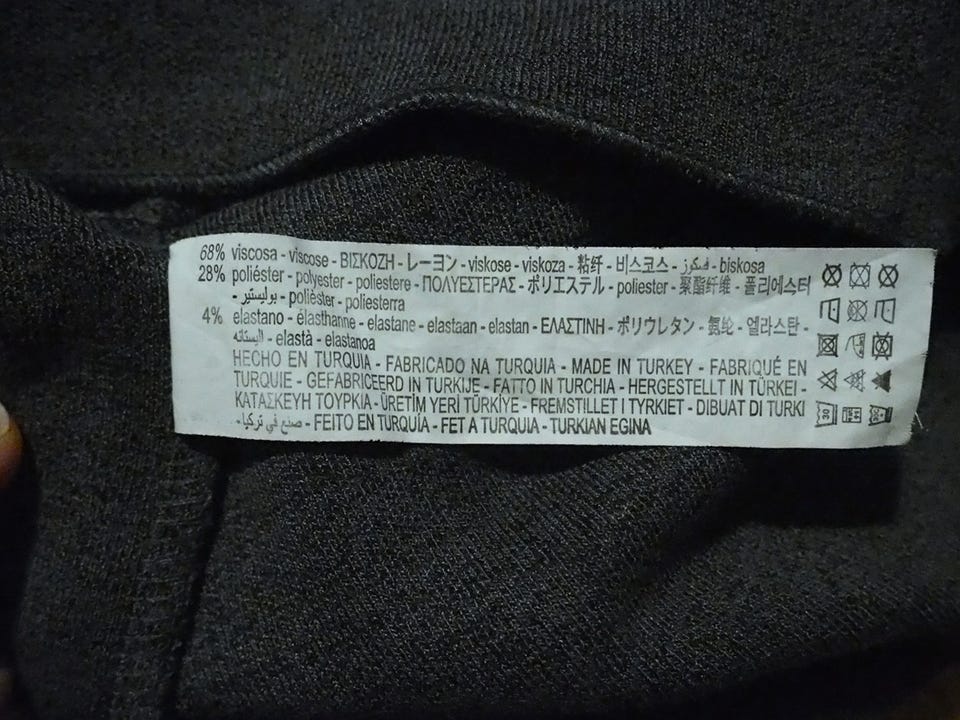 68% viscosa - viscose - ΒΙΣΚΟΖΗ - レーヨン - viskose - viskoza - 粘纤 - 비스코스 - فسكوز - biskosa
28% poliéster - polyester - poliestere - ΠΟΛΥΕΣΤΕΡΑΣ - ポリエステル - poliester - 聚酯纤维 - 폴리에스터
- بوليستير - polièster - poliesterra
4% elastano - élasthanne - elastane - elastaan - elastan - ΕΛΑΣΤΙΝΗ - ポリウレタン - 氨纶 - 엘라스탄 -
- elastà - elastanoa
HECHO EN TURQUIA - FABRICADO NA TURQUIA - MADE IN TURKEY - FABRIQUÉ EN
TURQUIE - GEFABRICEERD IN TURKIJE - FATTO IN TURCHIA - HERGESTELLT IN TÜRKEI -
ΚΑΤΑΣΚΕΥΗ ΤΟΥΡΚΙΑ - ÜRETİM YERİ TÜRKİYE - FREMSTILLET I TYRKIET - DIBUAT DI TURKI
- صنع في تركيا - FEITO EN TURQUÍA - FET A TURQUIA - TURKIAN EGINA
30